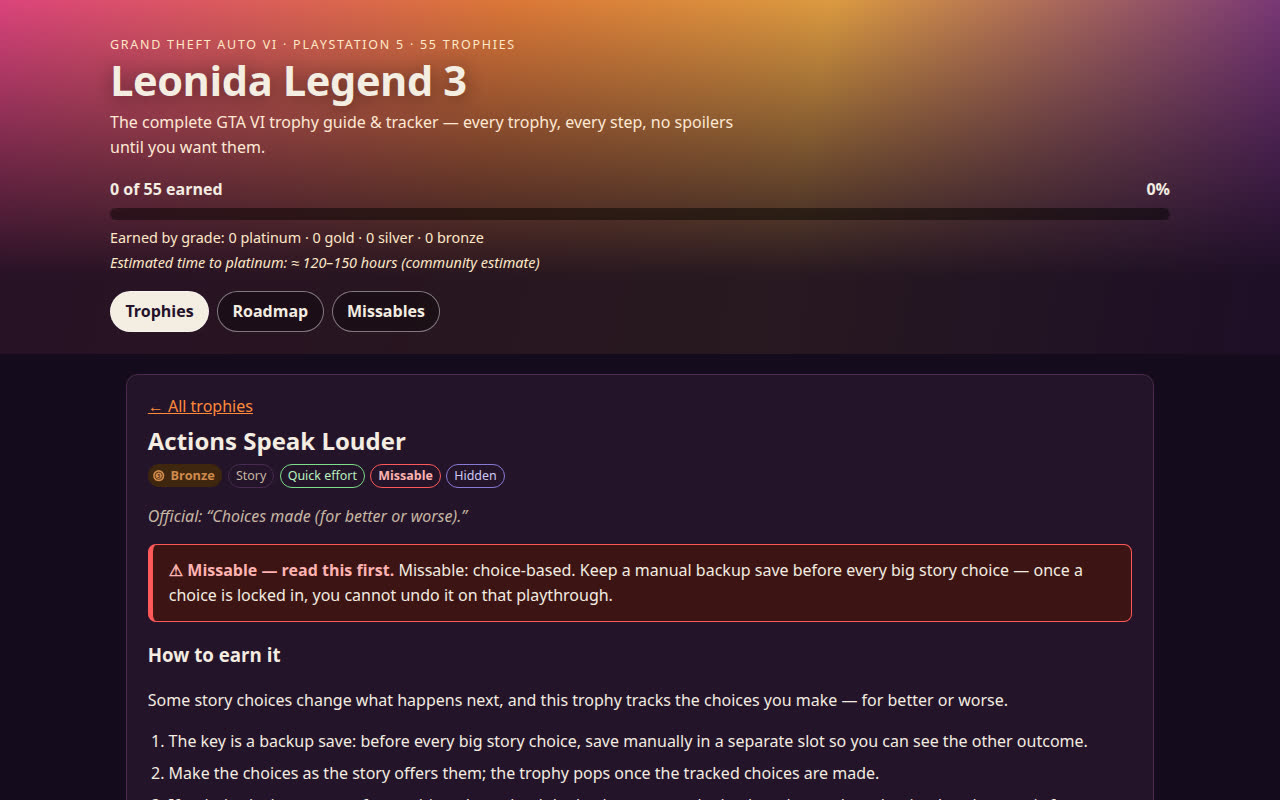 GRAND THEFT AUTO VI · PLAYSTATION 5 · 55 TROPHIES
Leonida Legend 3
The complete GTA VI trophy guide & tracker — every trophy, every step, no spoilers
until you want them.
0 of 55 earned 0%
Earned by grade: 0 platinum · 0 gold · 0 silver · 0 bronze
Estimated time to platinum: ≈ 120–150 hours (community estimate)
Trophies Roadmap Missables
← All trophies
Actions Speak Louder
Bronze Story Quick effort Missable Hidden
Official: “Choices made (for better or worse).”
⚠ Missable — read this first. Missable: choice-based. Keep a manual backup save before every big story choice — once a
choice is locked in, you cannot undo it on that playthrough.
How to earn it
Some story choices change what happens next, and this trophy tracks the choices you make — for better or worse.
1. The key is a backup save: before every big story choice, save manually in a separate slot so you can see the other outcome.
2. Make the choices as the story offers them; the trophy pops once the tracked choices are made.